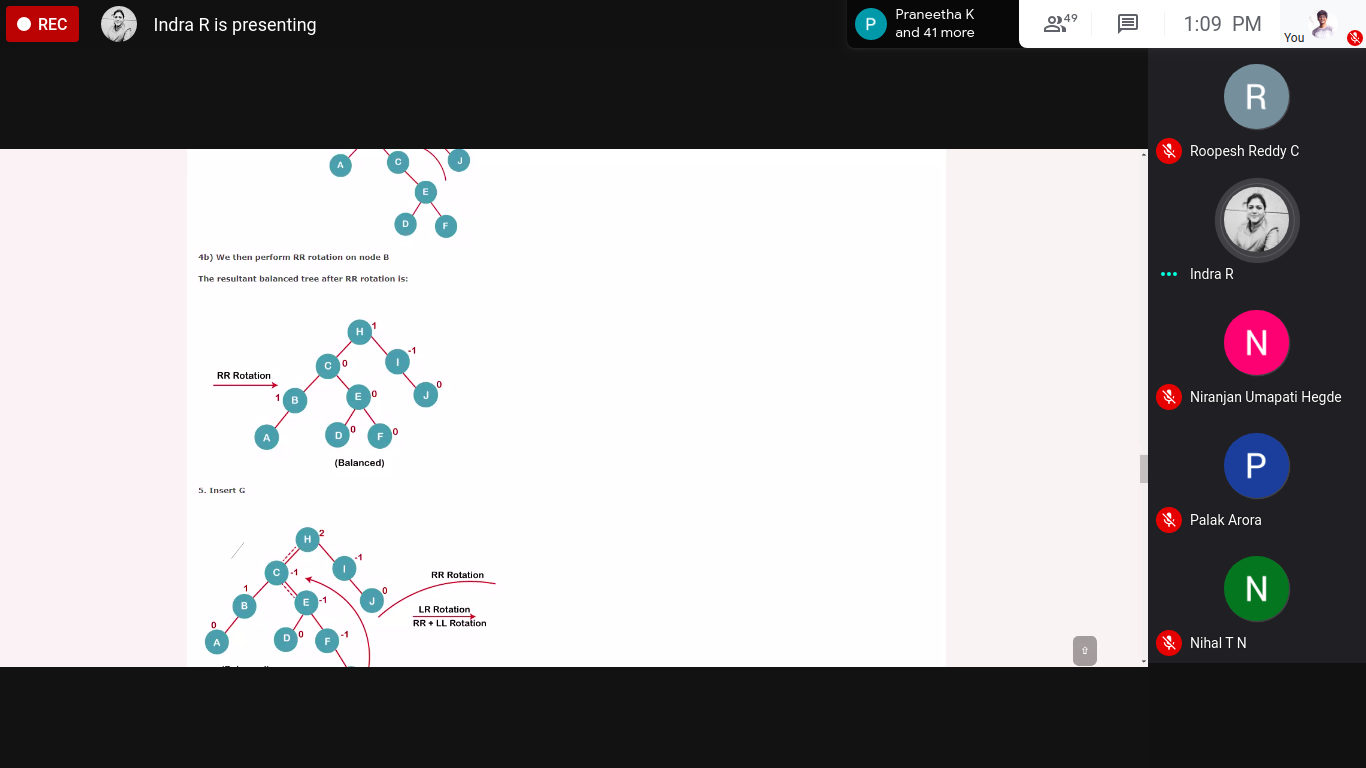 REC
Indra R is presenting
P
Praneetha K
and 41 more
49
1:09 PM
You
R
Roopesh Reddy C
Indra R
N
Niranjan Umapati Hegde
P
Palak Arora
N
Nihal T N
A
C
J
E
D
F
4b) We then perform RR rotation on node B
The resultant balanced tree after RR rotation is:
H 1
C 0
I -1
RR Rotation
1 B
E 0
J 0
A
D 0
F 0
(Balanced)
5. Insert G
H 2
C -1
I -1
RR Rotation
1
B
E -1
J 0
LR Rotation
RR + LL Rotation
0
A
D 0
F -1